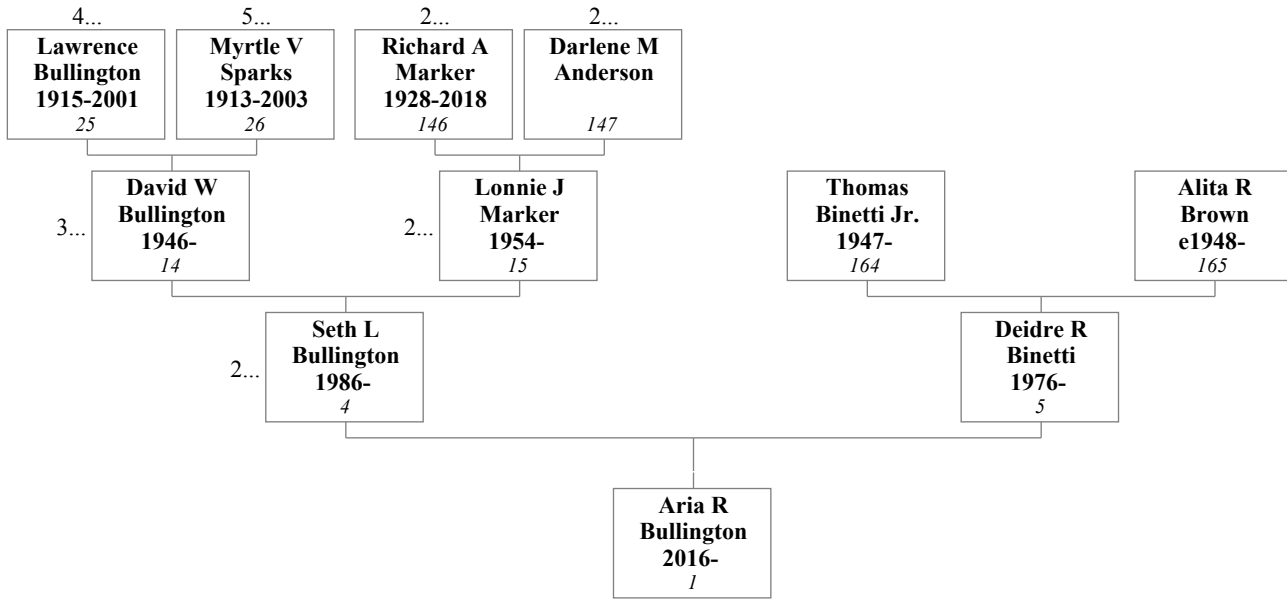 4...
5...
2...
2...
Lawrence
Bullington
1915-2001
25
Myrtle V
Sparks
1913-2003
26
Richard A
Marker
1928-2018
146
Darlene M
Anderson
147
3...
David W
Bullington
1946-
14
2...
Lonnie J
Marker
1954-
15
Thomas
Binetti Jr.
1947-
164
Alita R
Brown
e1948-
165
2...
Seth L
Bullington
1986-
4
Deidre R
Binetti
1976-
5
Aria R
Bullington
2016-
1